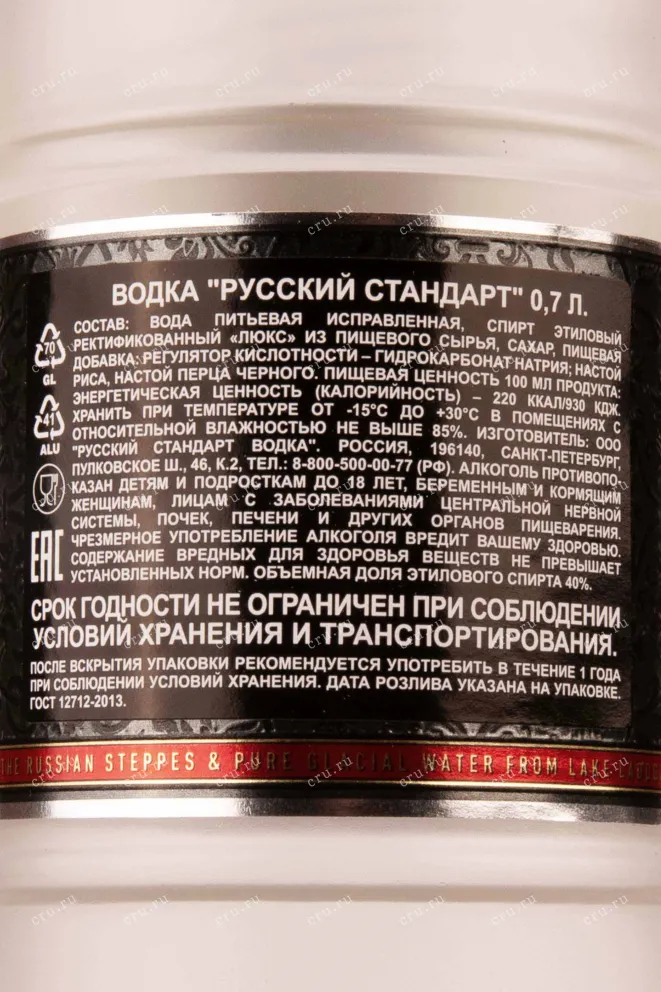 ВОДКА "РУССКИЙ СТАНДАРТ" 0,7 Л.
СОСТАВ: ВОДА ПИТЬЕВАЯ ИСПРАВЛЕННАЯ, СПИРТ ЭТИЛОВЫЙ
РЕКТИФИКОВАННЫЙ «ЛЮКС» ИЗ ПИЩЕВОГО СЫРЬЯ, САХАР, ПИЩЕВАЯ
ДОБАВКА: РЕГУЛЯТОР КИСЛОТНОСТИ – ГИДРОКАРБОНАТ НАТРИЯ; НАСТОЙ
РИСА, НАСТОЙ ПЕРЦА ЧЕРНОГО. ПИЩЕВАЯ ЦЕННОСТЬ 100 МЛ ПРОДУКТА:
ЭНЕРГЕТИЧЕСКАЯ ЦЕННОСТЬ (КАЛОРИЙНОСТЬ) – 220 ККАЛ/930 КДЖ.
ХРАНИТЬ ПРИ ТЕМПЕРАТУРЕ ОТ -15°С ДО +30°С В ПОМЕЩЕНИЯХ С
ОТНОСИТЕЛЬНОЙ ВЛАЖНОСТЬЮ НЕ ВЫШЕ 85%. ИЗГОТОВИТЕЛЬ: ООО
"РУССКИЙ СТАНДАРТ ВОДКА". РОССИЯ, 196140, САНКТ-ПЕТЕРБУРГ,
ПУЛКОВСКОЕ Ш., 46, К.2, ТЕЛ.: 8-800-500-00-77 (РФ). АЛКОГОЛЬ ПРОТИВОПО-
КАЗАН ДЕТЯМ И ПОДРОСТКАМ ДО 18 ЛЕТ, БЕРЕМЕННЫМ И КОРМЯЩИМ
ЖЕНЩИНАМ, ЛИЦАМ С ЗАБОЛЕВАНИЯМИ ЦЕНТРАЛЬНОЙ НЕРВНОЙ
СИСТЕМЫ, ПОЧЕК, ПЕЧЕНИ И ДРУГИХ ОРГАНОВ ПИЩЕВАРЕНИЯ.
ЧРЕЗМЕРНОЕ УПОТРЕБЛЕНИЕ АЛКОГОЛЯ ВРЕДИТ ВАШЕМУ ЗДОРОВЬЮ.
СОДЕРЖАНИЕ ВРЕДНЫХ ДЛЯ ЗДОРОВЬЯ ВЕЩЕСТВ НЕ ПРЕВЫШАЕТ
УСТАНОВЛЕННЫХ НОРМ. ОБЪЕМНАЯ ДОЛЯ ЭТИЛОВОГО СПИРТА 40%.
70
GL
41
ALU
ЕАС
СРОК ГОДНОСТИ НЕ ОГРАНИЧЕН ПРИ СОБЛЮДЕНИИ
УСЛОВИЙ ХРАНЕНИЯ И ТРАНСПОРТИРОВАНИЯ.
ПОСЛЕ ВСКРЫТИЯ УПАКОВКИ РЕКОМЕНДУЕТСЯ УПОТРЕБИТЬ В ТЕЧЕНИЕ 1 ГОДА
ПРИ СОБЛЮДЕНИИ УСЛОВИЙ ХРАНЕНИЯ. ДАТА РОЗЛИВА УКАЗАНА НА УПАКОВКЕ.
ГОСТ 12712-2013.
THE RUSSIAN STEPPES & PURE GLACIAL WATER FROM LAKE
cru.ru